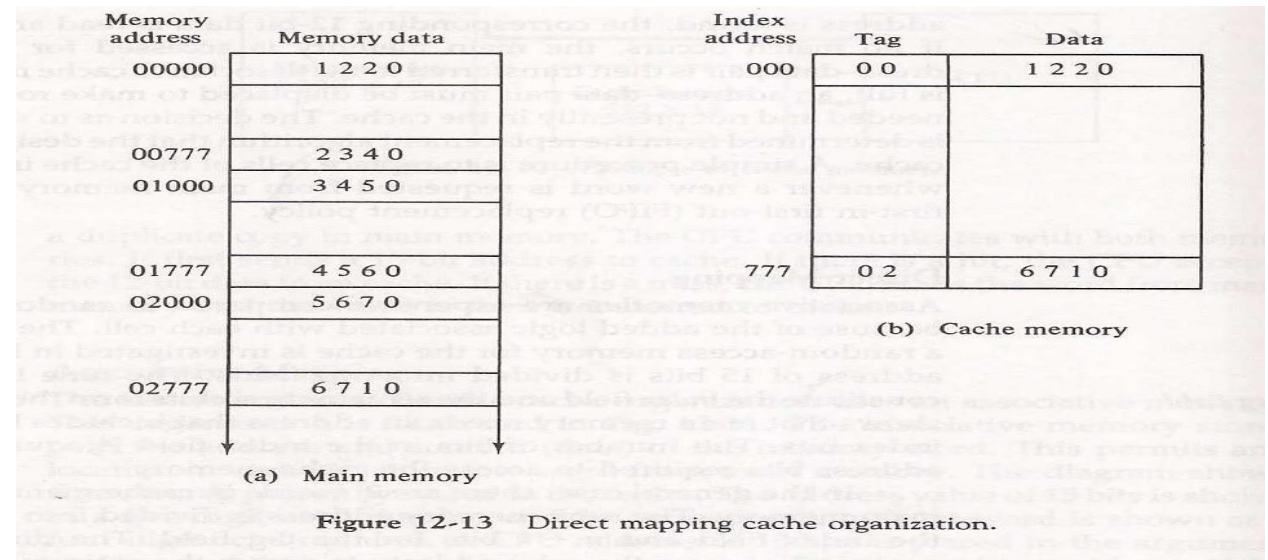 Memory address Memory data
00000 1 2 2 0
00777 2 3 4 0
01000 3 4 5 0
01777 4 5 6 0
02000 5 6 7 0
02777 6 7 1 0
(a) Main memory
Index address Tag Data
000 0 0 1 2 2 0
777 0 2 6 7 1 0
(b) Cache memory
Figure 12-13 Direct mapping cache organization.